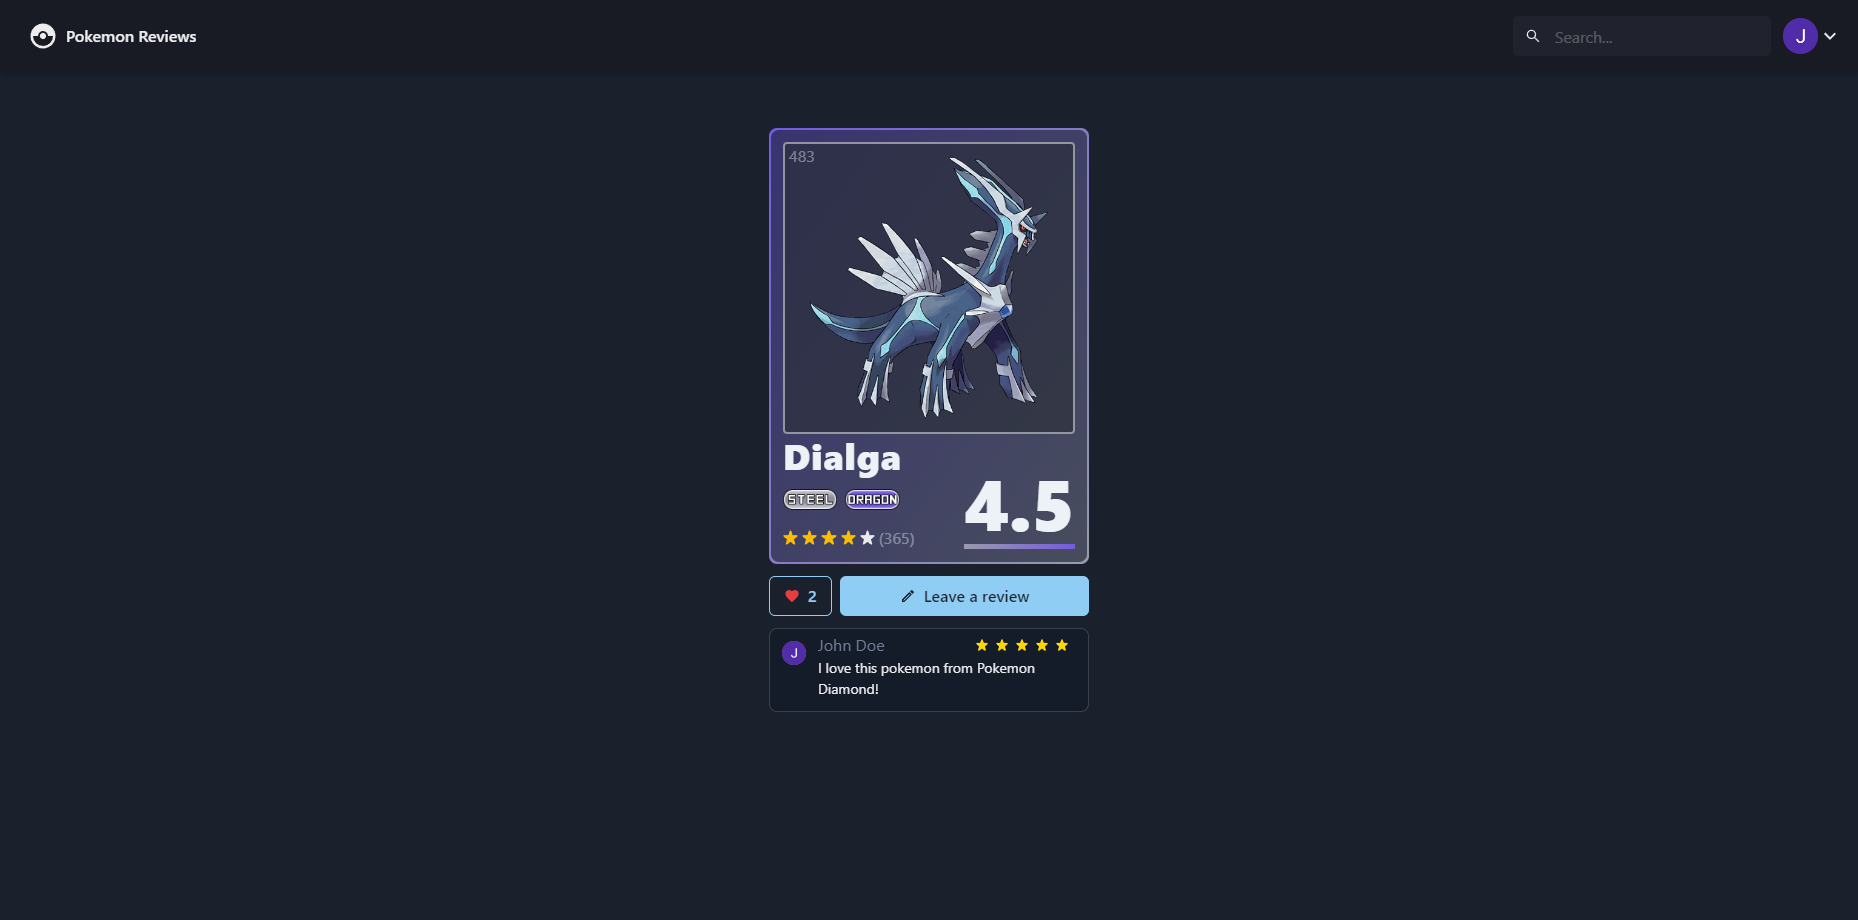 Pokemon Reviews
Search...
J
483
Dialga
STEEL DRAGON
4.5
(365)
2
Leave a review
J
John Doe
I love this pokemon from Pokemon
Diamond!